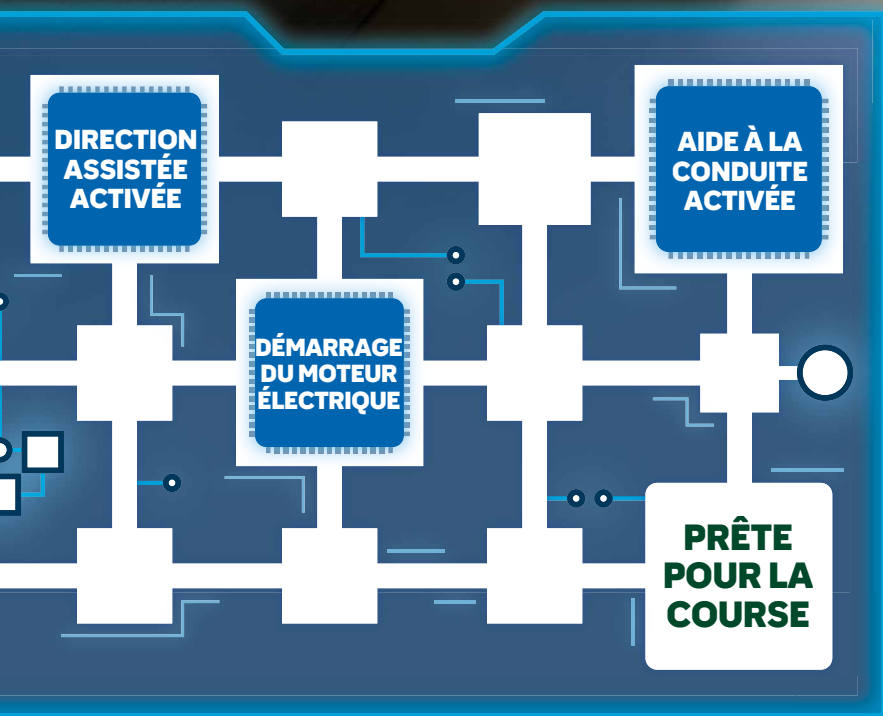 DIRECTION
ASSISTÉE
ACTIVÉE
AIDE À LA
CONDUITE
ACTIVÉE
DÉMARRAGE
DU MOTEUR
ÉLECTRIQUE
PRÊTE
POUR LA
COURSE